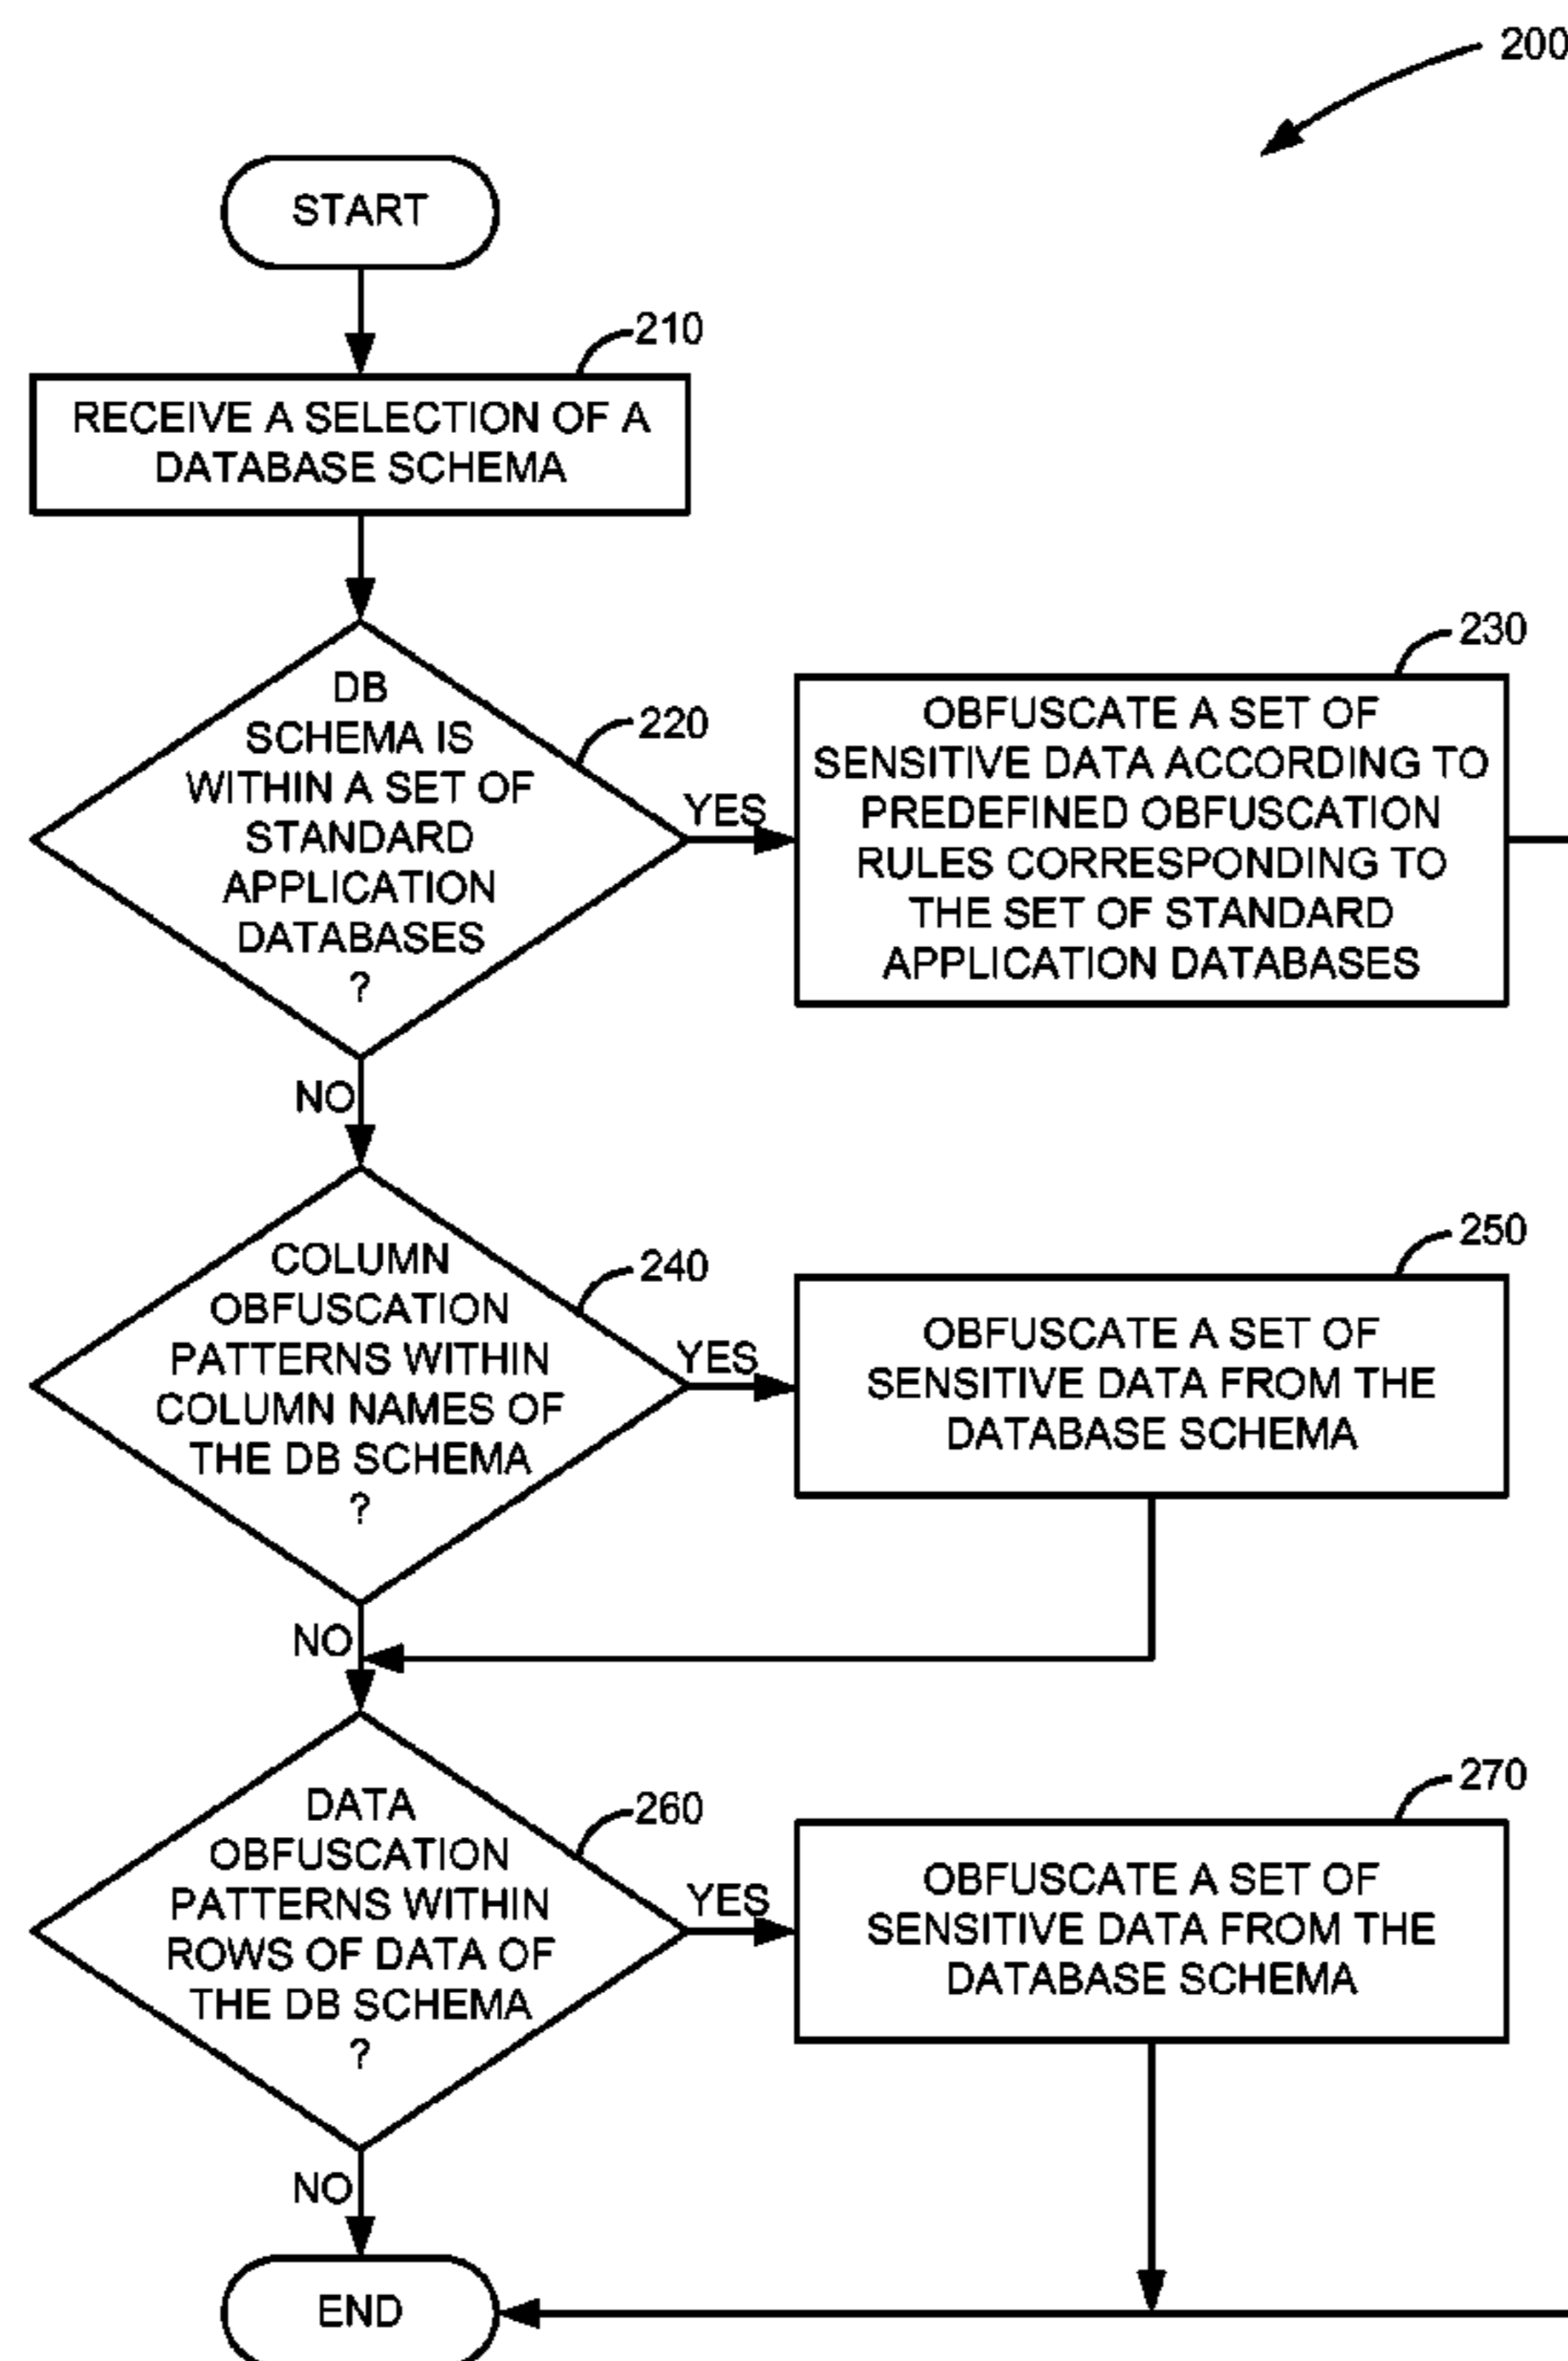 200
START
210
RECEIVE A SELECTION OF A
DATABASE SCHEMA
DB
SCHEMA IS
WITHIN A SET OF
STANDARD
APPLICATION
DATABASES
?
220
YES
230
OBFUSCATE A SET OF
SENSITIVE DATA ACCORDING TO
PREDEFINED OBFUSCATION
RULES CORRESPONDING TO
THE SET OF STANDARD
APPLICATION DATABASES
NO
COLUMN
OBFUSCATION
PATTERNS WITHIN
COLUMN NAMES OF
THE DB SCHEMA
?
240
YES
250
OBFUSCATE A SET OF
SENSITIVE DATA FROM THE
DATABASE SCHEMA
NO
DATA
OBFUSCATION
PATTERNS WITHIN
ROWS OF DATA OF
THE DB SCHEMA
?
260
YES
270
OBFUSCATE A SET OF
SENSITIVE DATA FROM THE
DATABASE SCHEMA
NO
END